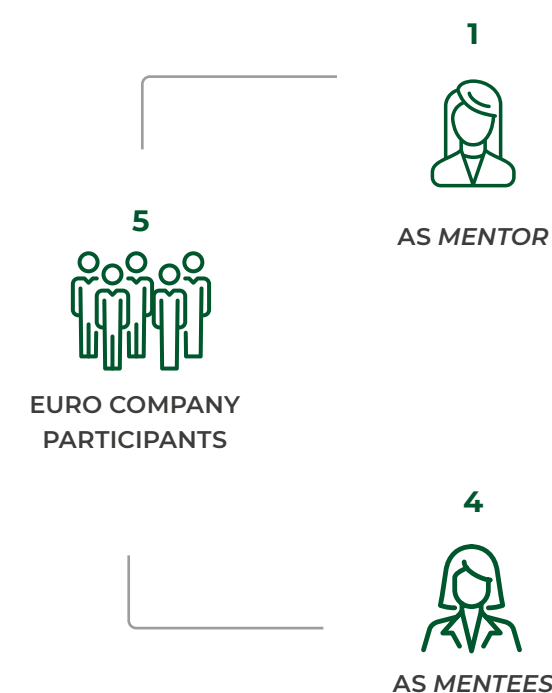 1
AS MENTOR
5
EURO COMPANY
PARTICIPANTS
4
AS MENTEES